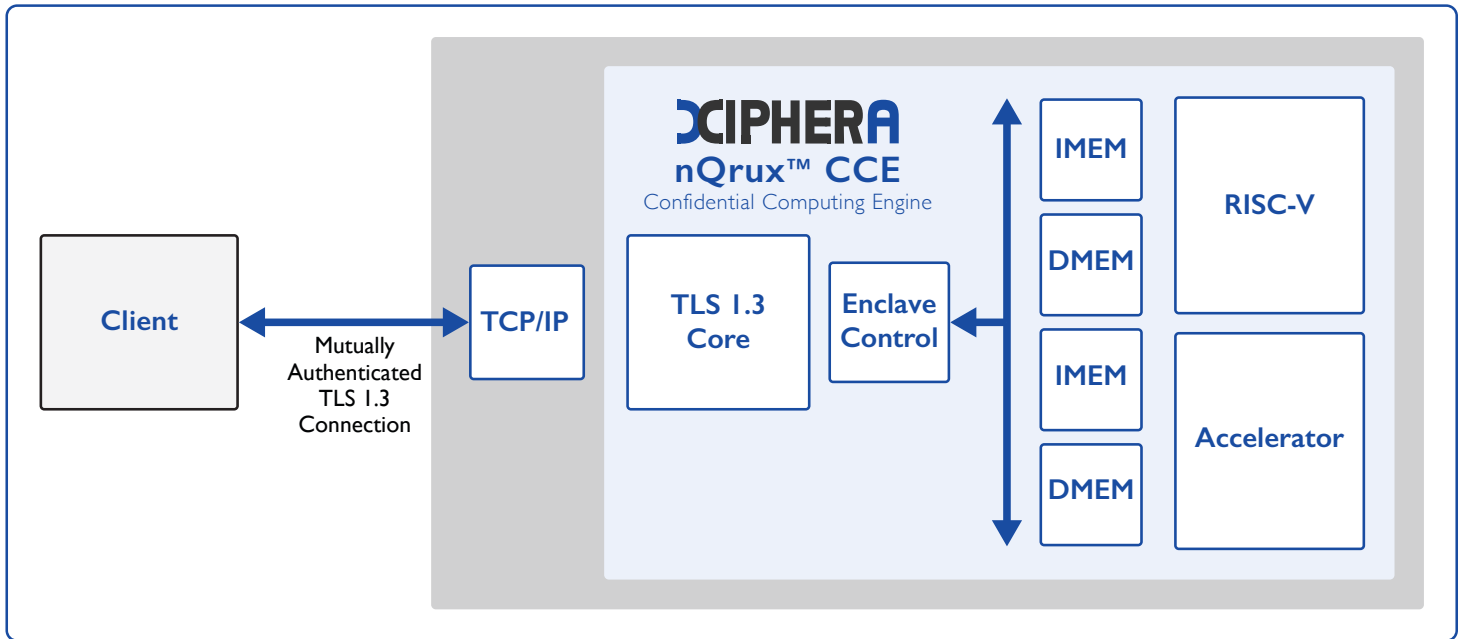 XIPHERA
nQrux™ CCE
Confidential Computing Engine
Client
Mutually
Authenticated
TLS 1.3
Connection
TCP/IP
TLS 1.3
Core
Enclave
Control
IMEM
DMEM
IMEM
DMEM
RISC-V
Accelerator